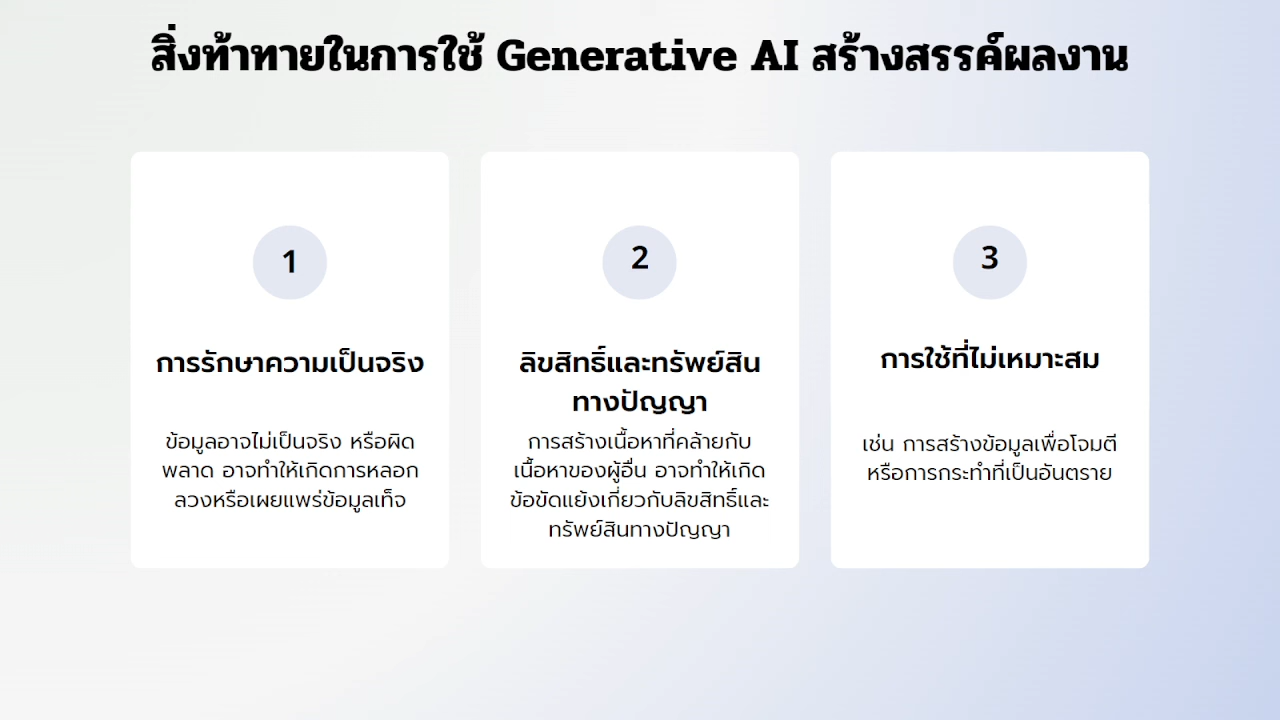 สิ่งท้าทายในการใช้ Generative AI สร้างสรรค์ผลงาน
1
การรักษาความเป็นจริง
ข้อมูลอาจไม่เป็นจริง หรือผิด
พลาด อาจทำให้เกิดการหลอก
ลวงหรือเผยแพร่ข้อมูลเท็จ
2
ลิขสิทธิ์และทรัพย์สิน
ทางปัญญา
การสร้างเนื้อหาที่คล้ายกับ
เนื้อหาของผู้อื่น อาจทำให้เกิด
ข้อขัดแย้งเกี่ยวกับลิขสิทธิ์และ
ทรัพย์สินทางปัญญา
3
การใช้ที่ไม่เหมาะสม
เช่น การสร้างข้อมูลเพื่อโจมตี
หรือการกระทำที่เป็นอันตราย